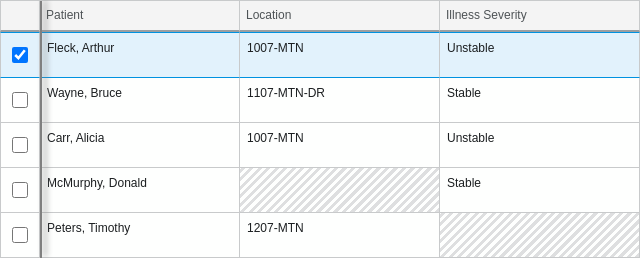 Patient Location Illness Severity
Fleck, Arthur 1007-MTN Unstable
Wayne, Bruce 1107-MTN-DR Stable
Carr, Alicia 1007-MTN Unstable
McMurphy, Donald Stable
Peters, Timothy 1207-MTN